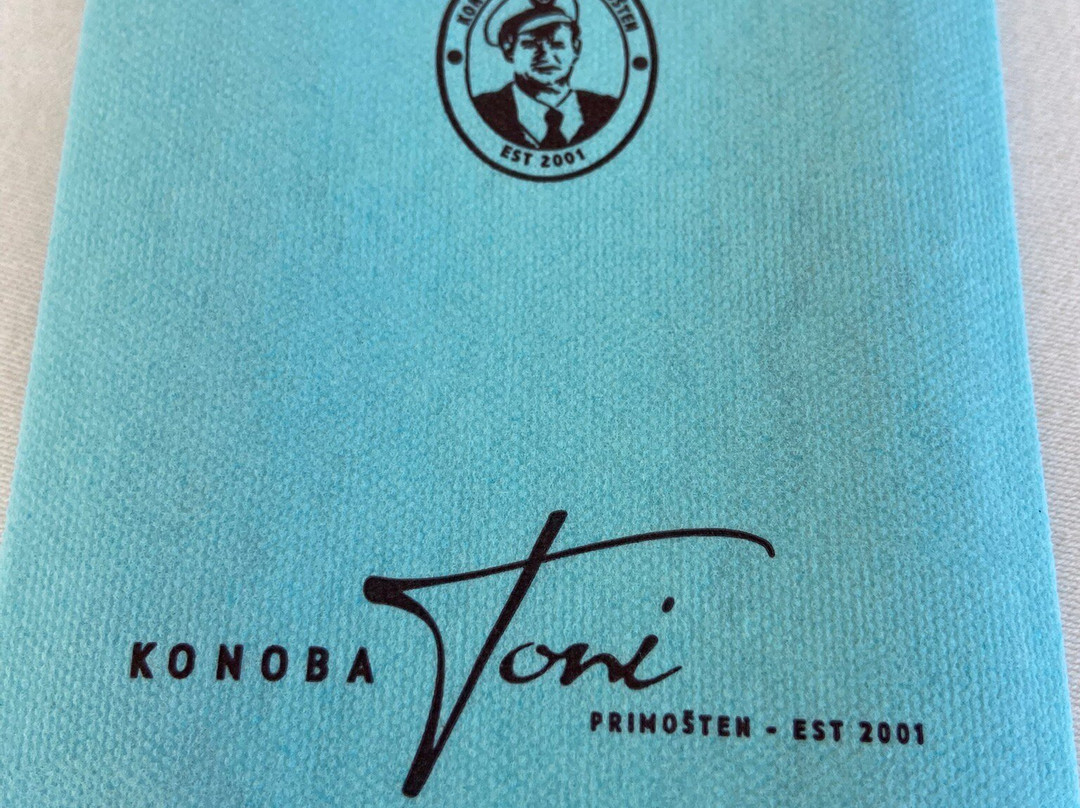 EST 2001
KONOBA Toni
PRIMOŠTEN - EST 2001